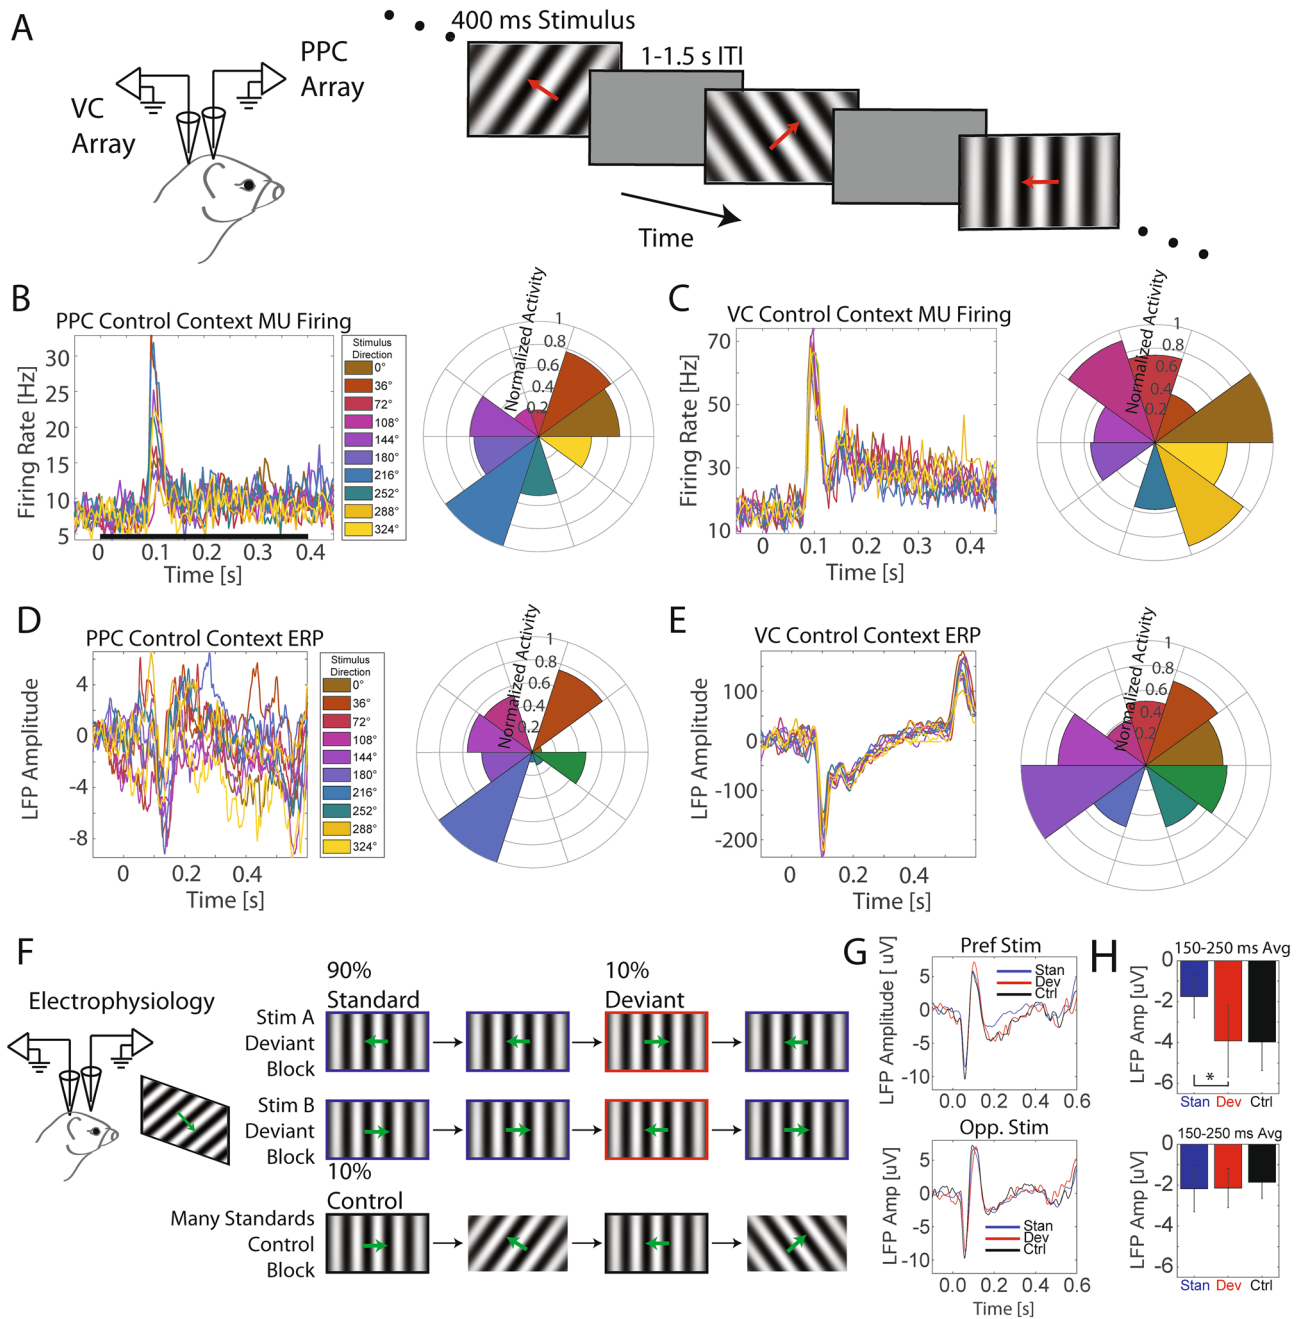 A
VC
Array
PPC
Array
400 ms Stimulus
1-1.5 s ITI
Time
B
PPC Control Context MU Firing
Firing Rate [Hz]
30
25
20
15
10
5
0
0.1
0.2
0.3
0.4
Time [s]
Stimulus
Direction
0°
36°
72°
108°
144°
180°
216°
252°
288°
324°
Normalized Activity
1
0.8
0.6
0.4
0.2
C
VC Control Context MU Firing
Firing Rate [Hz]
70
50
30
10
0
0.1
0.2
0.3
0.4
Time [s]
Normalized Activity
1
0.8
0.6
0.4
0.2
D
PPC Control Context ERP
LFP Amplitude
4
0
-4
-8
0
0.2
0.4
Time [s]
Stimulus
Direction
0°
36°
72°
108°
144°
180°
216°
252°
288°
324°
Normalized Activity
1
0.8
0.6
0.4
0.2
E
VC Control Context ERP
LFP Amplitude
100
0
-100
-200
0
0.2
0.4
Time [s]
Normalized Activity
1
0.8
0.6
0.4
0.2
F
Electrophysiology
90%
Standard
10%
Deviant
Stim A
Deviant
Block
Stim B
Deviant
Block
10%
Control
Many Standards
Control
Block
G
Pref Stim
LFP Amplitude [ uV]
5
0
-5
-10
Stan
Dev
Ctrl
0.0
0.2
0.4
0.6
Opp. Stim
LFP Amp [uV]
5
0
-5
-10
Stan
Dev
Ctrl
0.0
0.2
0.4
0.6
Time [s]
H
150-250 ms Avg
LFP Amp [uV]
0
-2
-4
-6
*
Stan Dev Ctrl
150-250 ms Avg
LFP Amp [uV]
0
-2
-4
-6
Stan Dev Ctrl